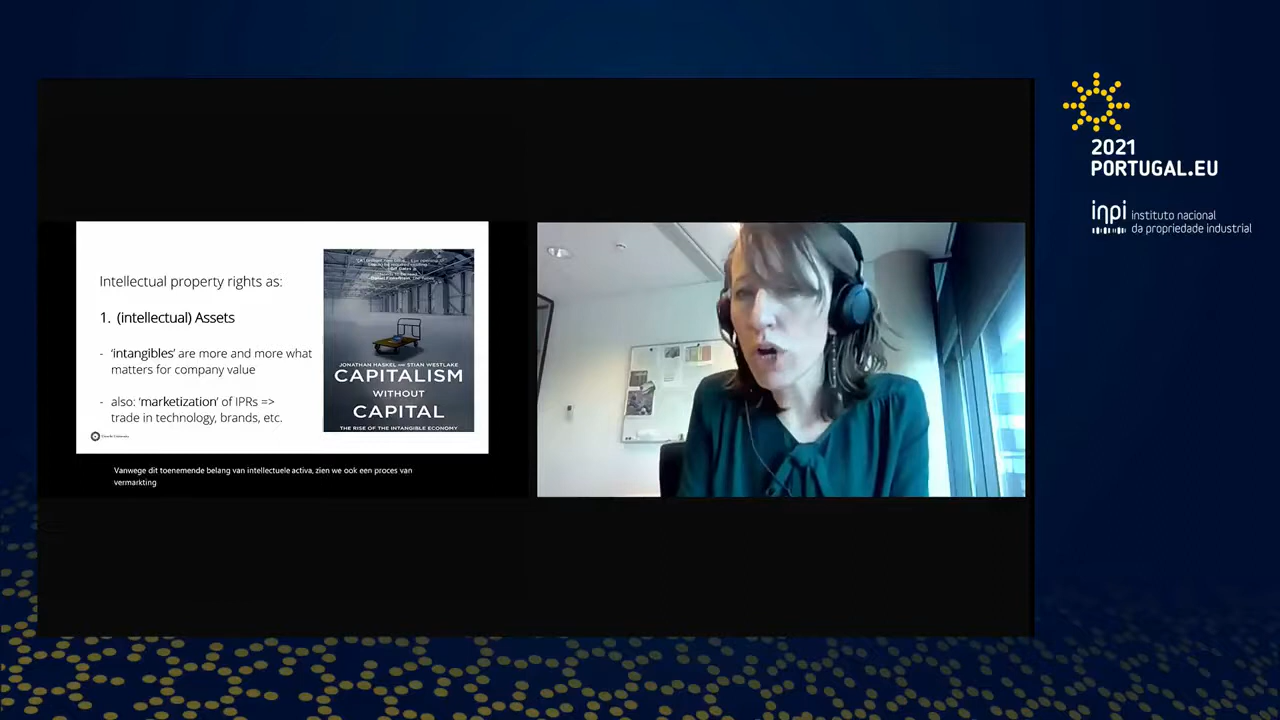 Intellectual property rights as:
1. (intellectual) Assets
- 'intangibles' are more and more what
matters for company value
- also: 'marketization' of IPRs =>
trade in technology, brands, etc.
JONATHAN HASKEL AND STIAN WESTLAKE
CAPITALISM
WITHOUT
CAPITAL
THE RISE OF THE INTANGIBLE ECONOMY
Vanwege dit toenemende belang van intellectuele activa, zien we ook een proces van
vermarkting
2021
PORTUGAL.EU
inpi instituto nacional
da propriedade industrial